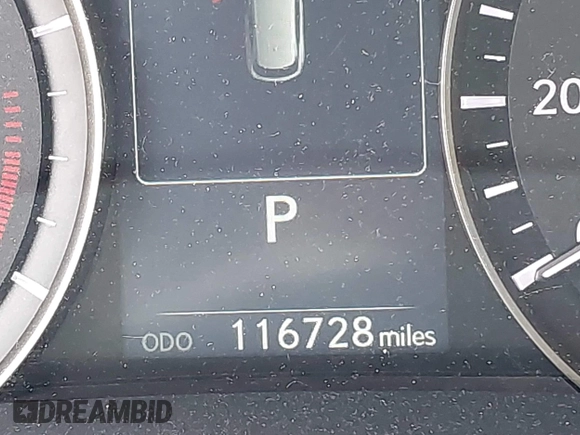 20
P
ODO 116728 miles
DREAMBID